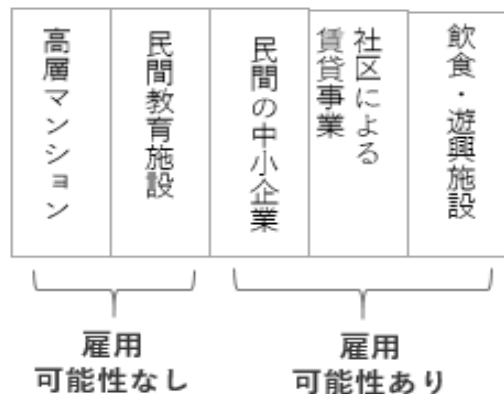 高層マンション
民間教育施設
民間の中小企業
社区による
賃貸事業
飲食・遊興施設
雇用
可能性なし
雇用
可能性あり